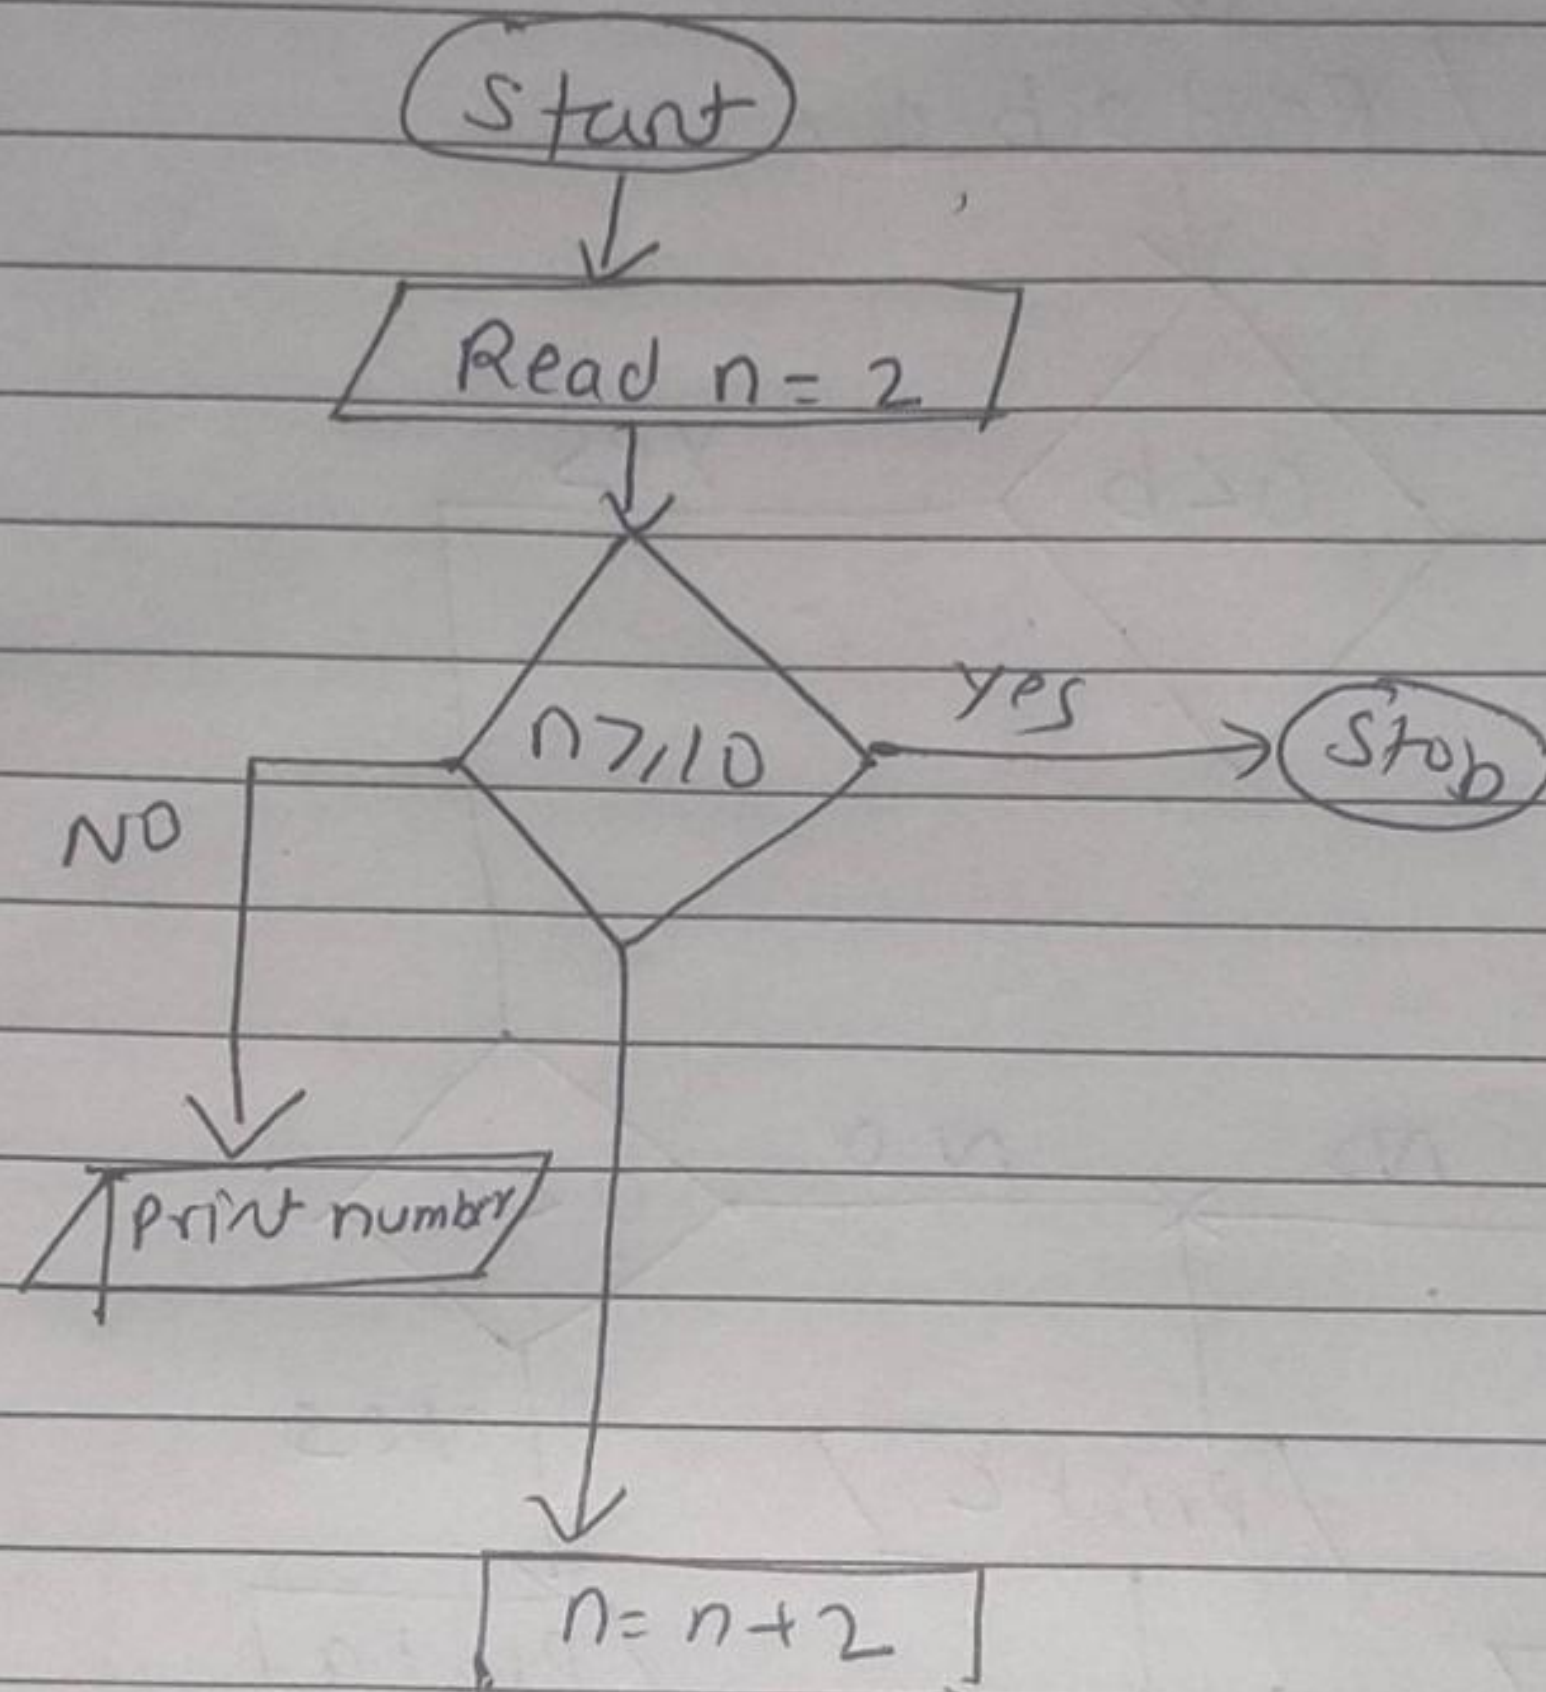 Start
Read n = 2
n ≥ 10
yes
Stop
NO
Print number
n = n + 2